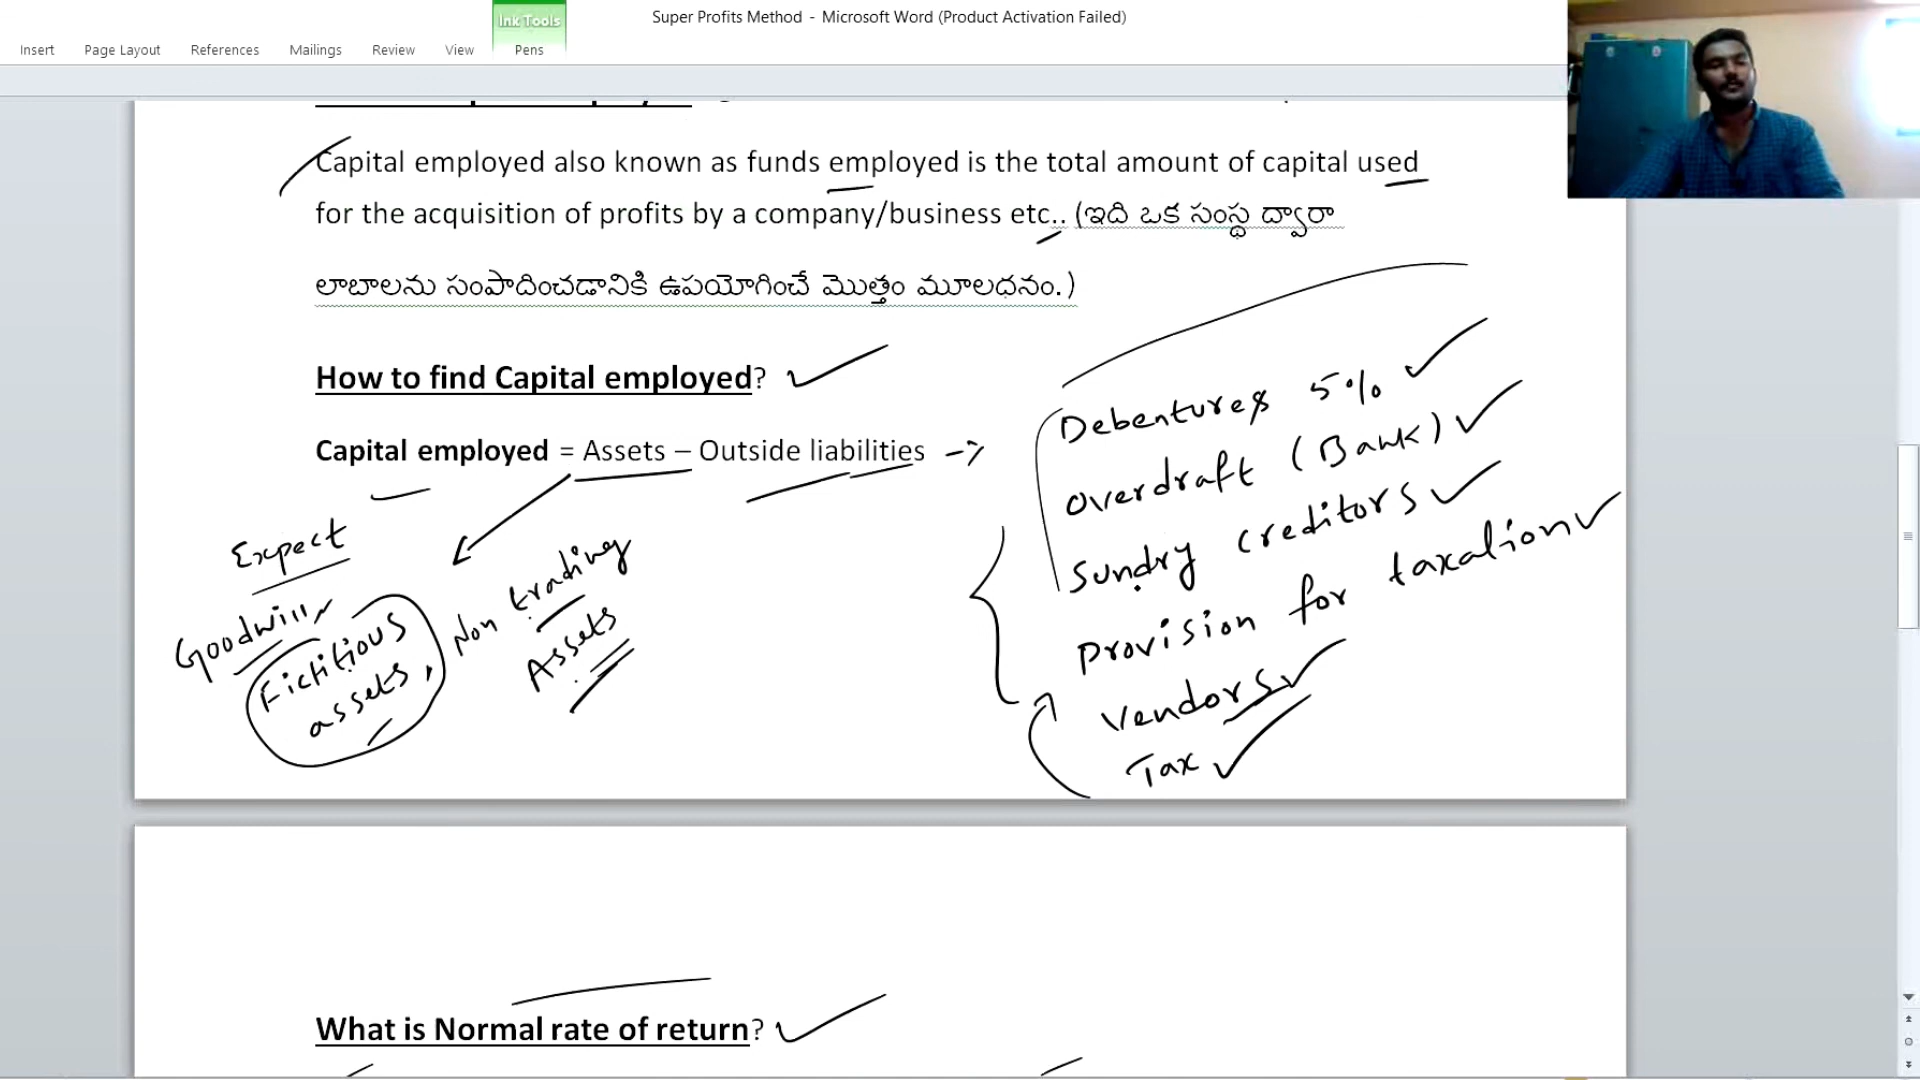 Ink Tools
Super Profits Method - Microsoft Word (Product Activation Failed)
Insert Page Layout References Mailings Review View Pens
Capital employed also known as funds employed is the total amount of capital used
for the acquisition of profits by a company/business etc.. (ఇది ఒక సంస్థ ద్వారా
లాబాలను సంపాదించడానికి ఉపయోగించే మొత్తం మూలధనం.)
How to find Capital employed?
Capital employed = Assets – Outside liabilities ->
Debentures 5%
overdraft (Bank)
Sundry creditors
Provision for taxation
Vendors
Tax
Expect
Goodwill
Fictitious
assets,
Non trading
Assets
What is Normal rate of return?